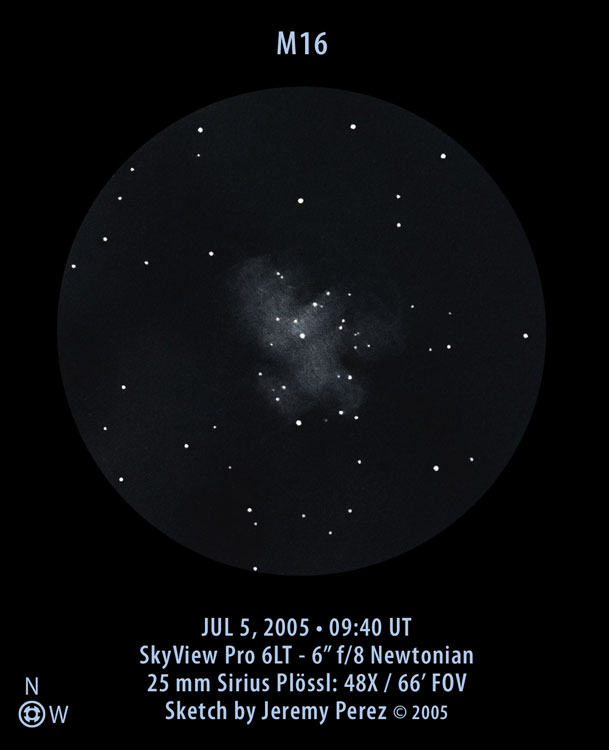 M16
JUL 5, 2005 • 09:40 UT
SkyView Pro 6LT - 6” f/8 Newtonian
25 mm Sirius Plössl: 48X / 66’ FOV
Sketch by Jeremy Perez © 2005
N
W